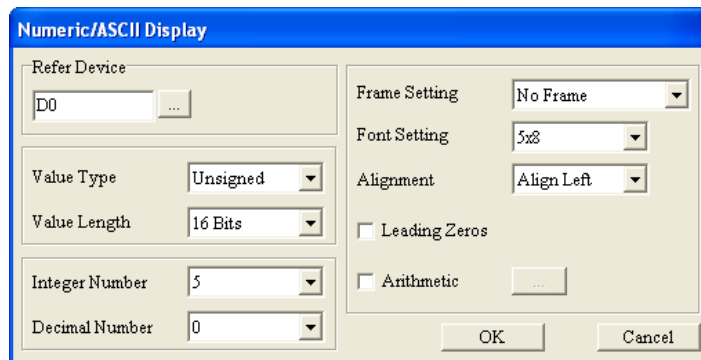 Numeric/ASCII Display
Refer Device
D0
...
Value Type
Unsigned
Value Length
16 Bits
Integer Number
5
Decimal Number
0
Frame Setting
No Frame
Font Setting
5x8
Alignment
Align Left
Leading Zeros
Arithmetic
...
OK
Cancel